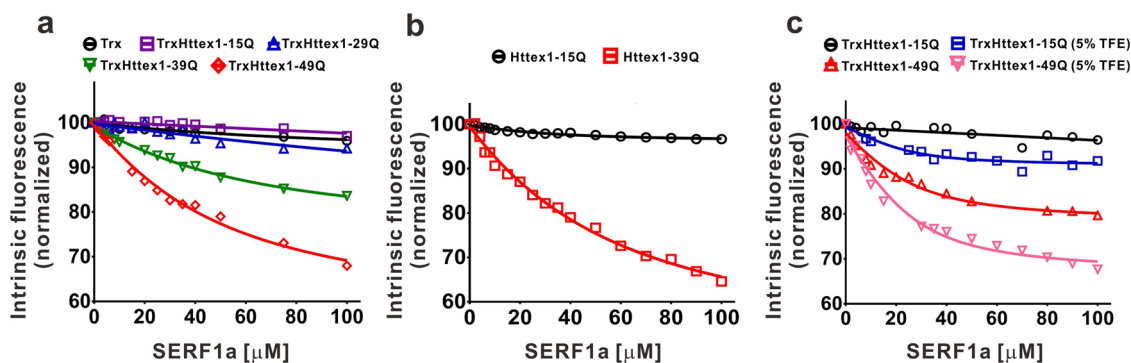 a
Trx TrxHttex1-15Q TrxHttex1-29Q
TrxHttex1-39Q TrxHttex1-49Q
Intrinsic fluorescence
(normalized)
100
90
80
70
60
0 20 40 60 80 100
SERF1a [µM]
b
Httex1-15Q Httex1-39Q
Intrinsic fluorescence
(normalized)
100
90
80
70
60
0 20 40 60 80 100
SERF1a [µM]
c
TrxHttex1-15Q TrxHttex1-15Q (5% TFE)
TrxHttex1-49Q TrxHttex1-49Q (5% TFE)
Intrinsic fluorescence
(normalized)
100
90
80
70
60
0 20 40 60 80 100
SERF1a [µM]